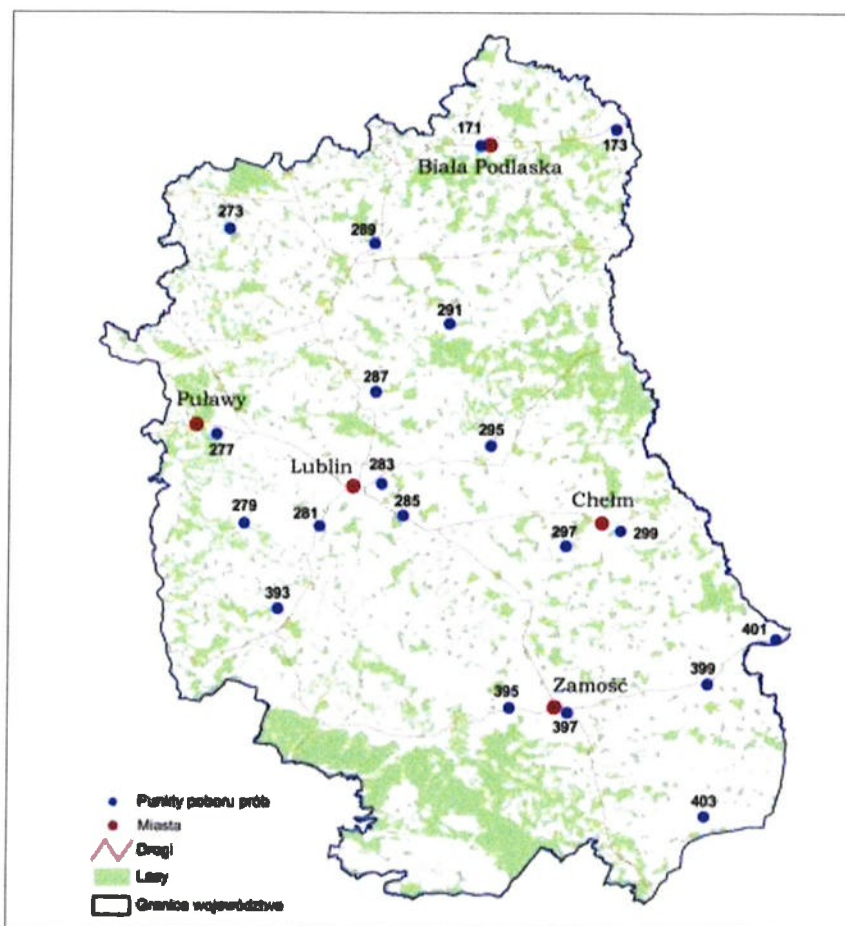 171
173
Biała Podlaska
273
289
291
287
Puławy
277
295
Lublin
283
285
279
281
Chełm
297
299
393
401
399
395
Zamość
397
403
Punkty poboru prób
Miasta
Drogi
Lasy
Granica województwa